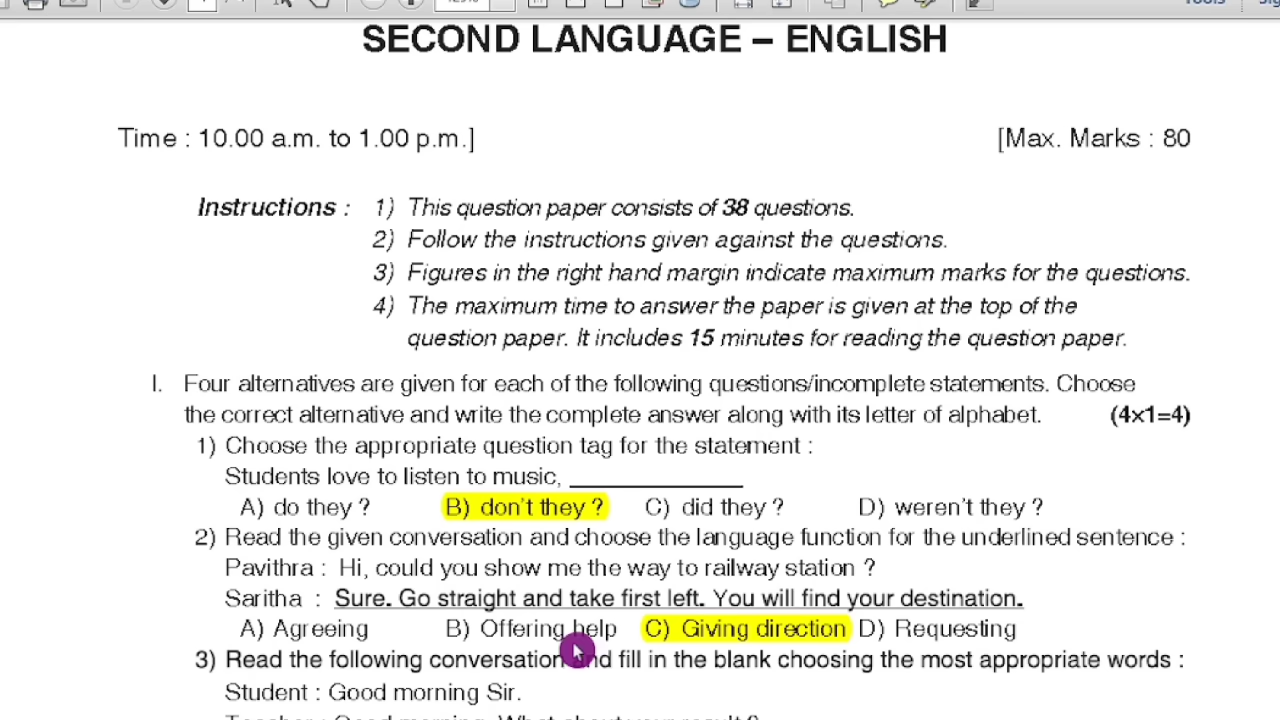 SECOND LANGUAGE – ENGLISH
Time : 10.00 a.m. to 1.00 p.m.] [Max. Marks : 80
Instructions : 1) This question paper consists of 38 questions.
2) Follow the instructions given against the questions.
3) Figures in the right hand margin indicate maximum marks for the questions.
4) The maximum time to answer the paper is given at the top of the
question paper. It includes 15 minutes for reading the question paper.
I. Four alternatives are given for each of the following questions/incomplete statements. Choose
the correct alternative and write the complete answer along with its letter of alphabet. (4×1=4)
1) Choose the appropriate question tag for the statement :
Students love to listen to music, ______________
A) do they ? B) don't they ? C) did they ? D) weren't they ?
2) Read the given conversation and choose the language function for the underlined sentence :
Pavithra : Hi, could you show me the way to railway station ?
Saritha : Sure. Go straight and take first left. You will find your destination.
A) Agreeing B) Offering help C) Giving direction D) Requesting
3) Read the following conversation and fill in the blank choosing the most appropriate words :
Student : Good morning Sir.
Teacher : Good morning. What about your result ?